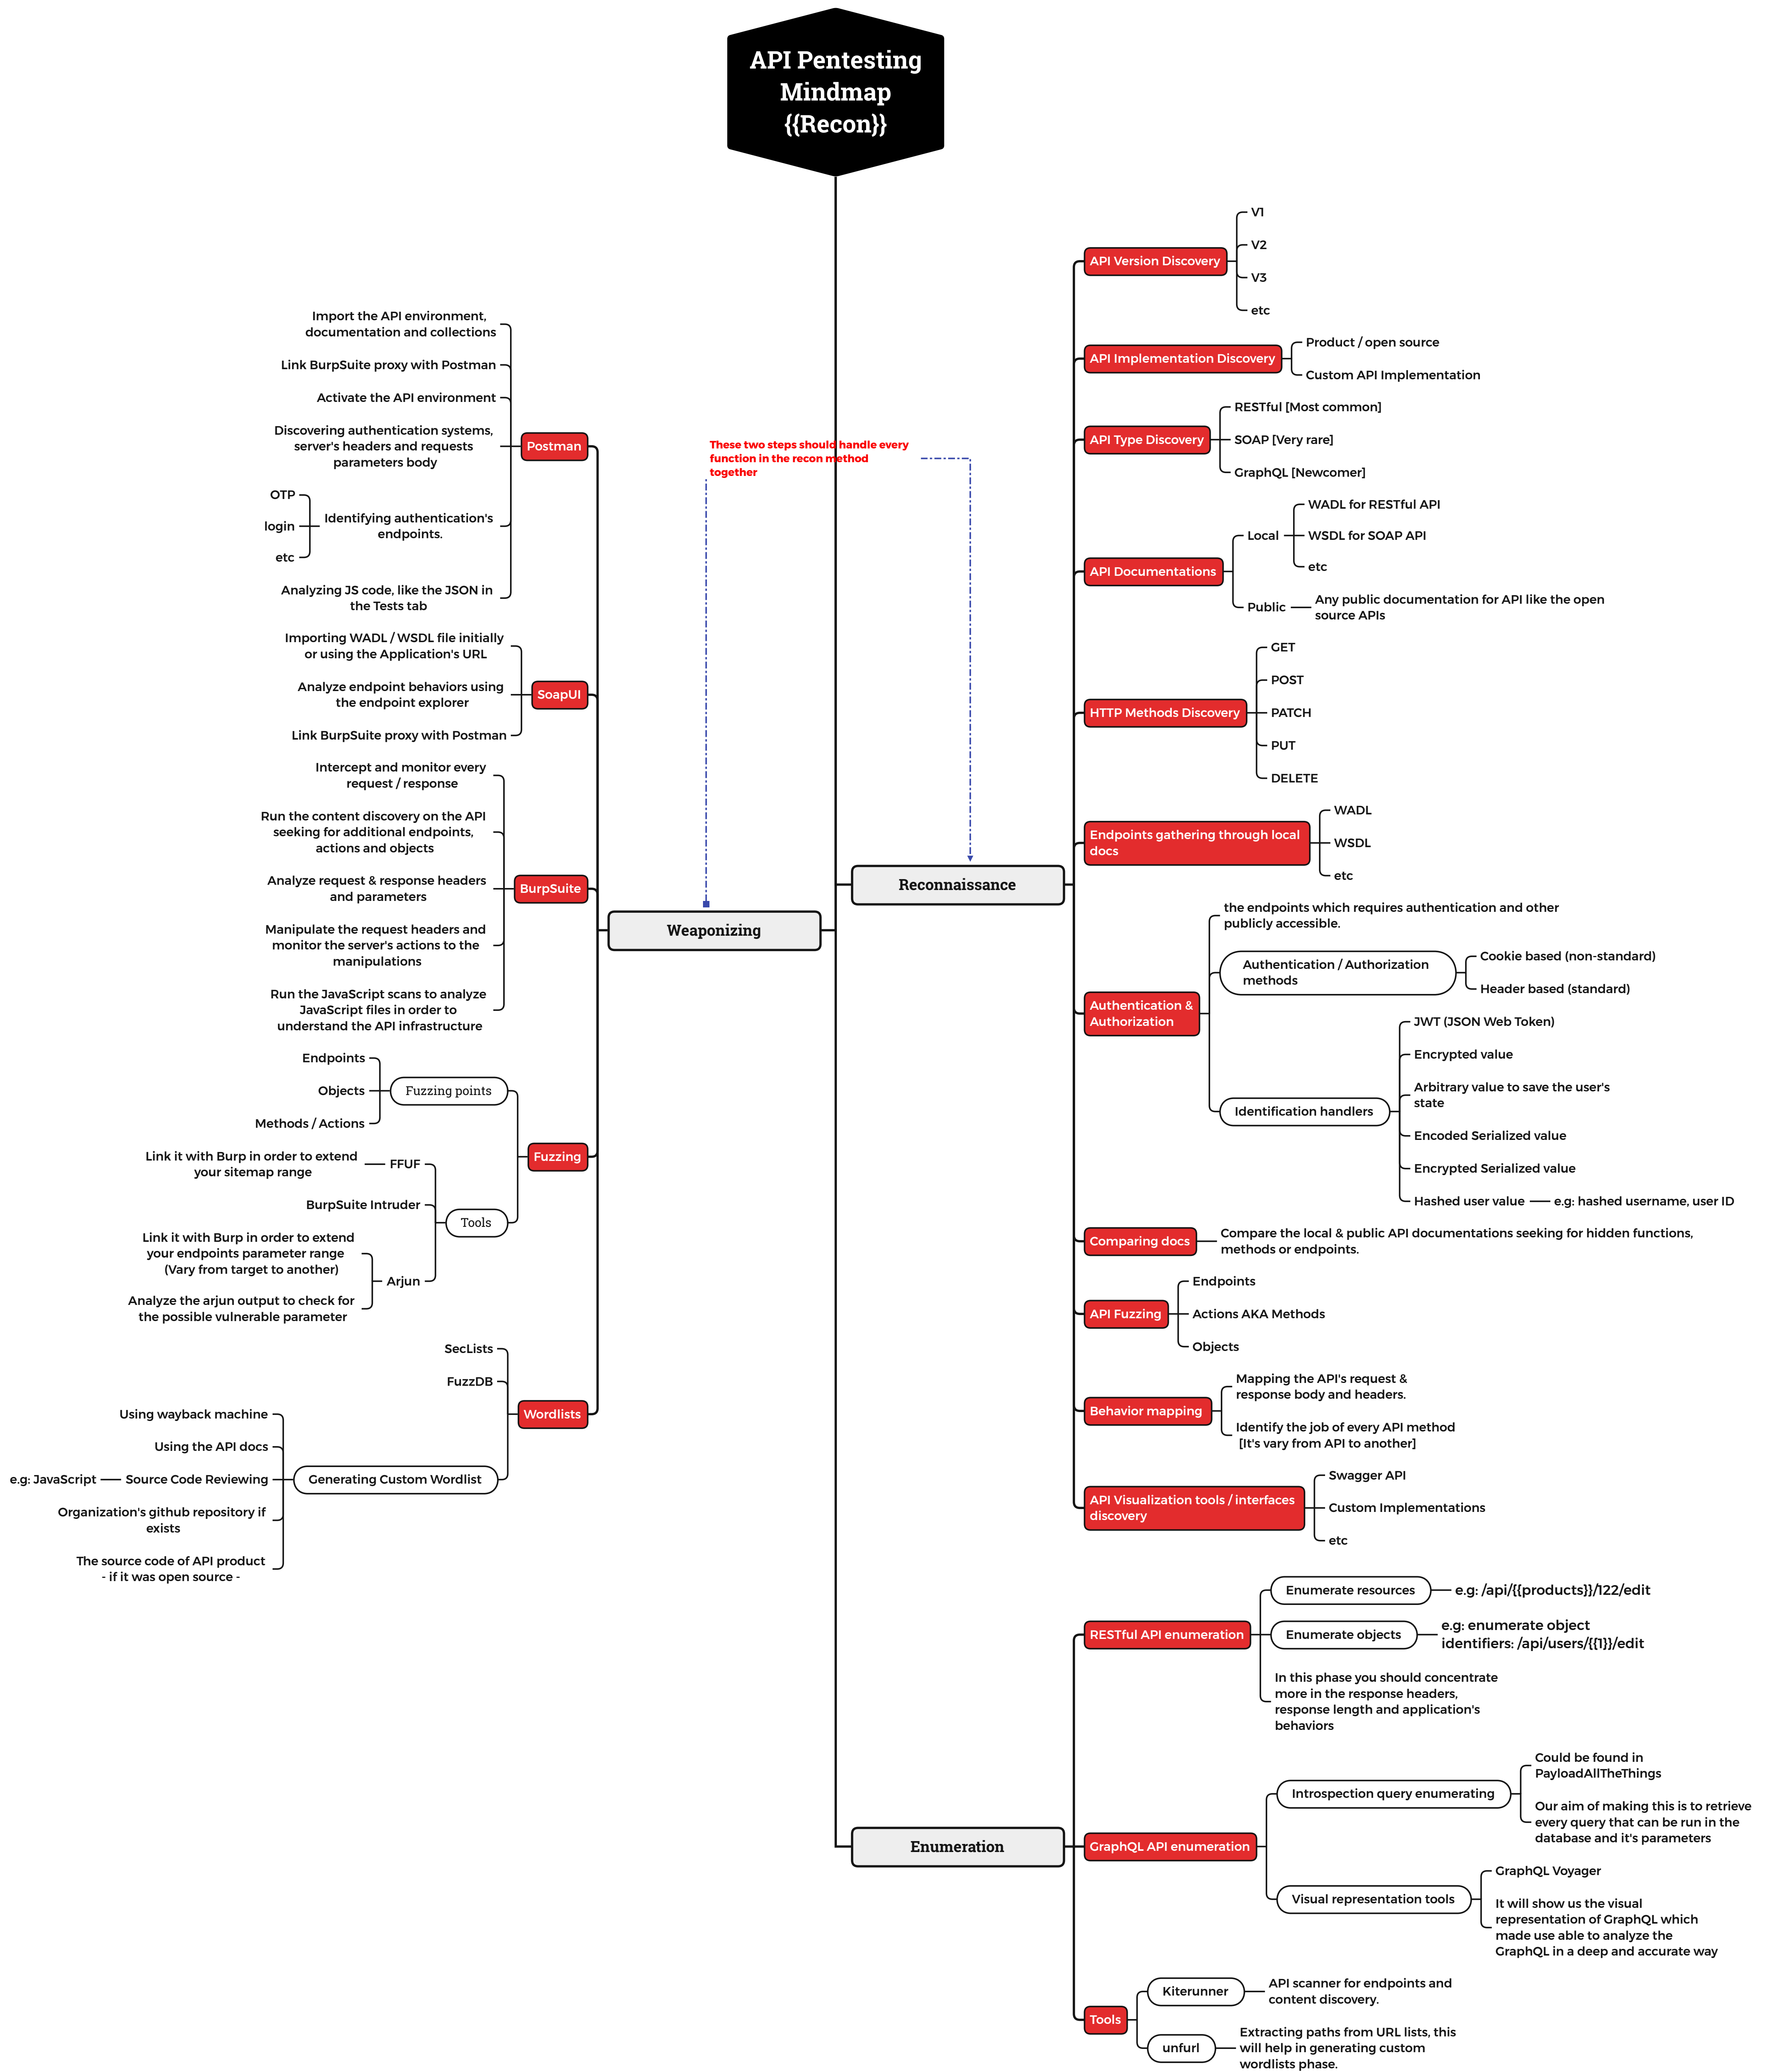 API Pentesting
Mindmap
{{Recon}}
These two steps should handle every
function in the recon method
together
Reconnaissance
API Version Discovery
V1
V2
V3
etc
API Implementation Discovery
Product / open source
Custom API Implementation
API Type Discovery
RESTful [Most common]
SOAP [Very rare]
GraphQL [Newcomer]
API Documentations
Local
WADL for RESTful API
WSDL for SOAP API
etc
Public
Any public documentation for API like the open
source APIs
HTTP Methods Discovery
GET
POST
PATCH
PUT
DELETE
Endpoints gathering through local
docs
WADL
WSDL
etc
Authentication &
Authorization
the endpoints which requires authentication and other
publicly accessible.
Authentication / Authorization
methods
Cookie based (non-standard)
Header based (standard)
Identification handlers
JWT (JSON Web Token)
Encrypted value
Arbitrary value to save the user's
state
Encoded Serialized value
Encrypted Serialized value
Hashed user value
e.g: hashed username, user ID
Comparing docs
Compare the local & public API documentations seeking for hidden functions,
methods or endpoints.
API Fuzzing
Endpoints
Actions AKA Methods
Objects
Behavior mapping
Mapping the API's request &
response body and headers.
Identify the job of every API method
[It's vary from API to another]
API Visualization tools / interfaces
discovery
Swagger API
Custom Implementations
etc
Weaponizing
Postman
Import the API environment,
documentation and collections
Link BurpSuite proxy with Postman
Activate the API environment
Discovering authentication systems,
server's headers and requests
parameters body
Identifying authentication's
endpoints.
OTP
login
etc
Analyzing JS code, like the JSON in
the Tests tab
SoapUI
Importing WADL / WSDL file initially
or using the Application's URL
Analyze endpoint behaviors using
the endpoint explorer
Link BurpSuite proxy with Postman
BurpSuite
Intercept and monitor every
request / response
Run the content discovery on the API
seeking for additional endpoints,
actions and objects
Analyze request & response headers
and parameters
Manipulate the request headers and
monitor the server's actions to the
manipulations
Run the JavaScript scans to analyze
JavaScript files in order to
understand the API infrastructure
Fuzzing
Fuzzing points
Endpoints
Objects
Methods / Actions
Tools
FFUF
Link it with Burp in order to extend
your sitemap range
BurpSuite Intruder
Arjun
Link it with Burp in order to extend
your endpoints parameter range
(Vary from target to another)
Analyze the arjun output to check for
the possible vulnerable parameter
Wordlists
SecLists
FuzzDB
Generating Custom Wordlist
Using wayback machine
Using the API docs
Source Code Reviewing
e.g: JavaScript
Organization's github repository if
exists
The source code of API product
- if it was open source -
Enumeration
RESTful API enumeration
Enumerate resources
e.g: /api/{{products}}/122/edit
Enumerate objects
e.g: enumerate object
identifiers: /api/users/{{1}}/edit
In this phase you should concentrate
more in the response headers,
response length and application's
behaviors
GraphQL API enumeration
Introspection query enumerating
Could be found in
PayloadAllTheThings
Our aim of making this is to retrieve
every query that can be run in the
database and it's parameters
Visual representation tools
GraphQL Voyager
It will show us the visual
representation of GraphQL which
made use able to analyze the
GraphQL in a deep and accurate way
Tools
Kiterunner
API scanner for endpoints and
content discovery.
unfurl
Extracting paths from URL lists, this
will help in generating custom
wordlists phase.